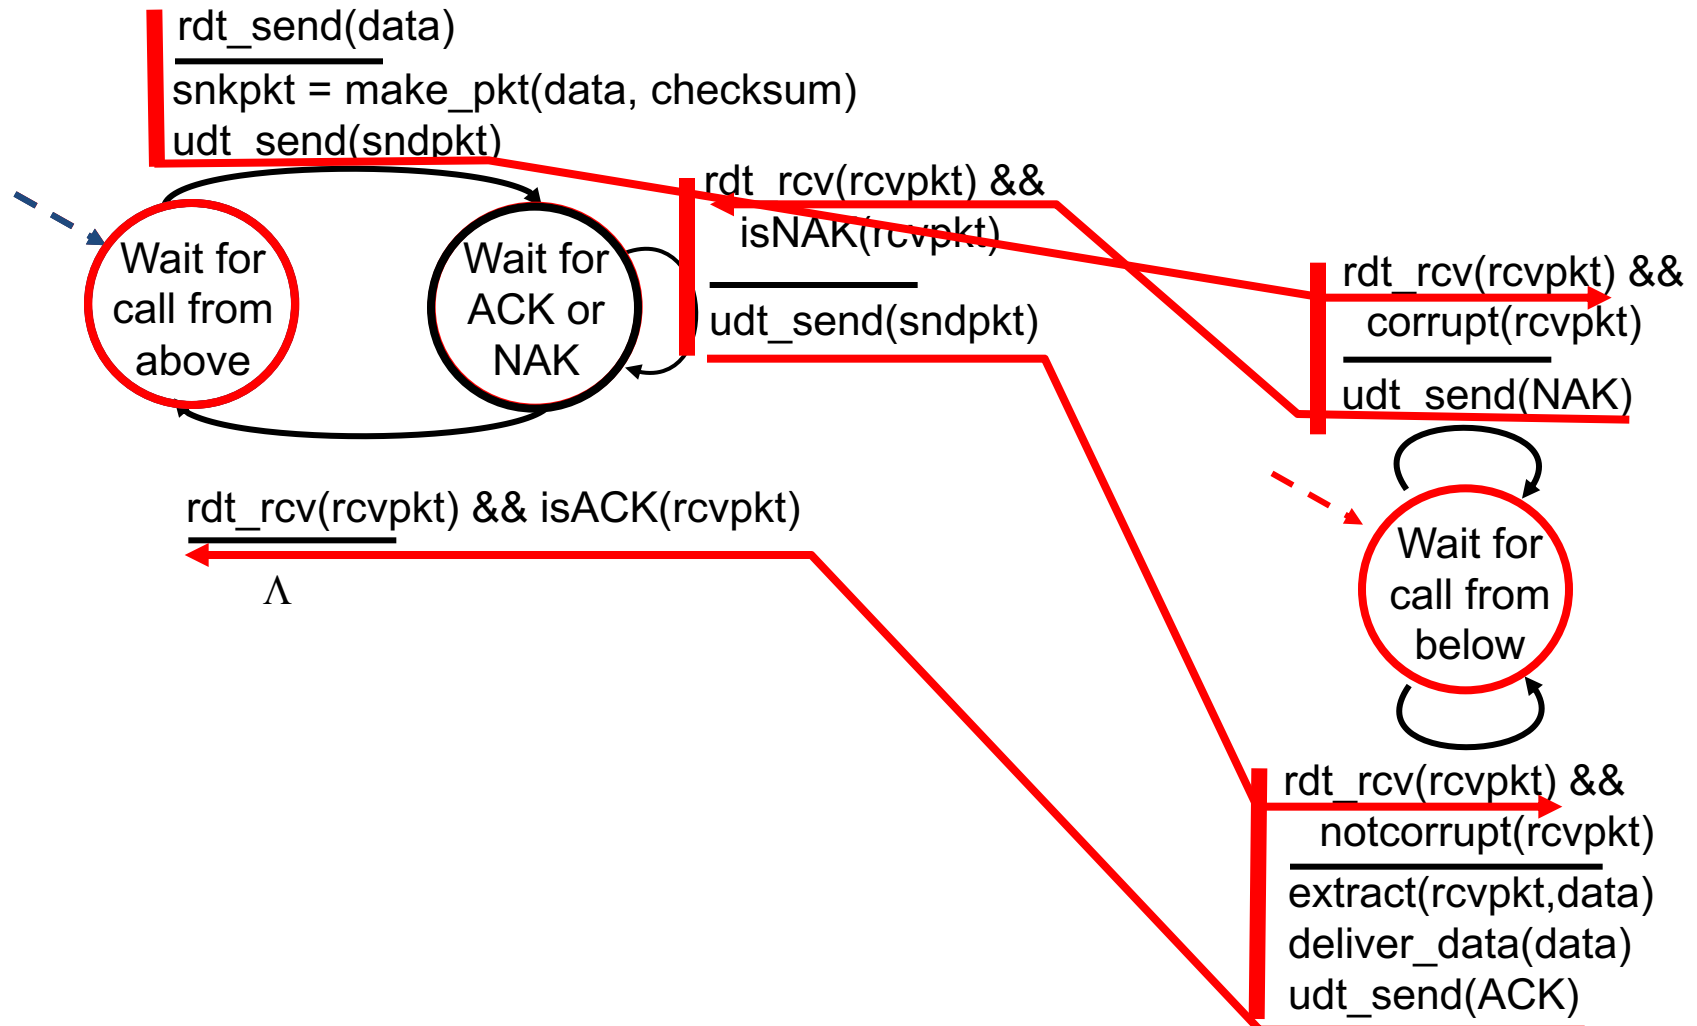 rdt_send(data)
snkpkt = make_pkt(data, checksum)
udt_send(sndpkt)
rdt_rcv(rcvpkt) &&
isNAK(rcvpkt)
udt_send(sndpkt)
Wait for
call from
above
Wait for
ACK or
NAK
rdt_rcv(rcvpkt) && isACK(rcvpkt)
Λ
rdt_rcv(rcvpkt) &&
corrupt(rcvpkt)
udt_send(NAK)
Wait for
call from
below
rdt_rcv(rcvpkt) &&
notcorrupt(rcvpkt)
extract(rcvpkt,data)
deliver_data(data)
udt_send(ACK)